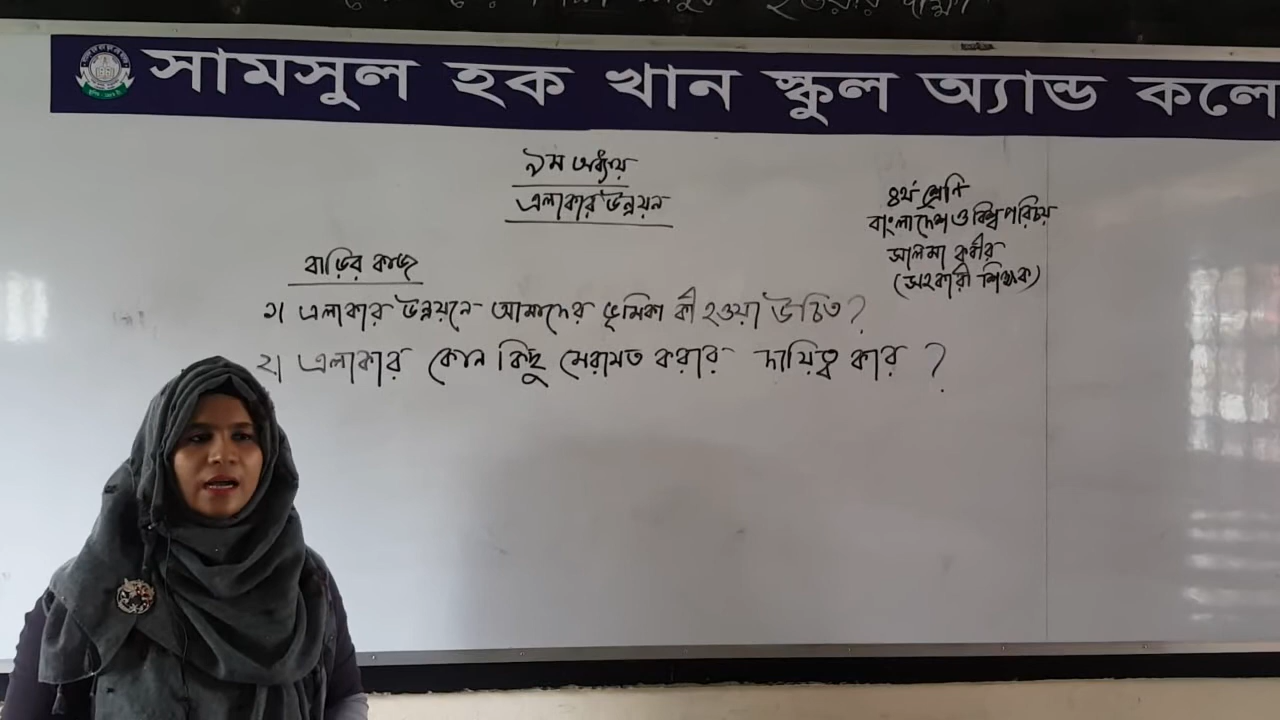 সামসুল হক খান স্কুল অ্যান্ড কলে
৯ম অধ্যায়
এলাকার উন্নয়ন
৪র্থ শ্রেণি
বাংলাদেশ ও বিশ্বপরিচয়
সালমা কবীর
(সহকারী শিক্ষক)
বাড়ির কাজ
১। এলাকার উন্নয়নে আমাদের ভূমিকা কী হওয়া উচিত?
২। এলাকার কোন কিছু মেরামত করার দায়িত্ব কার ?